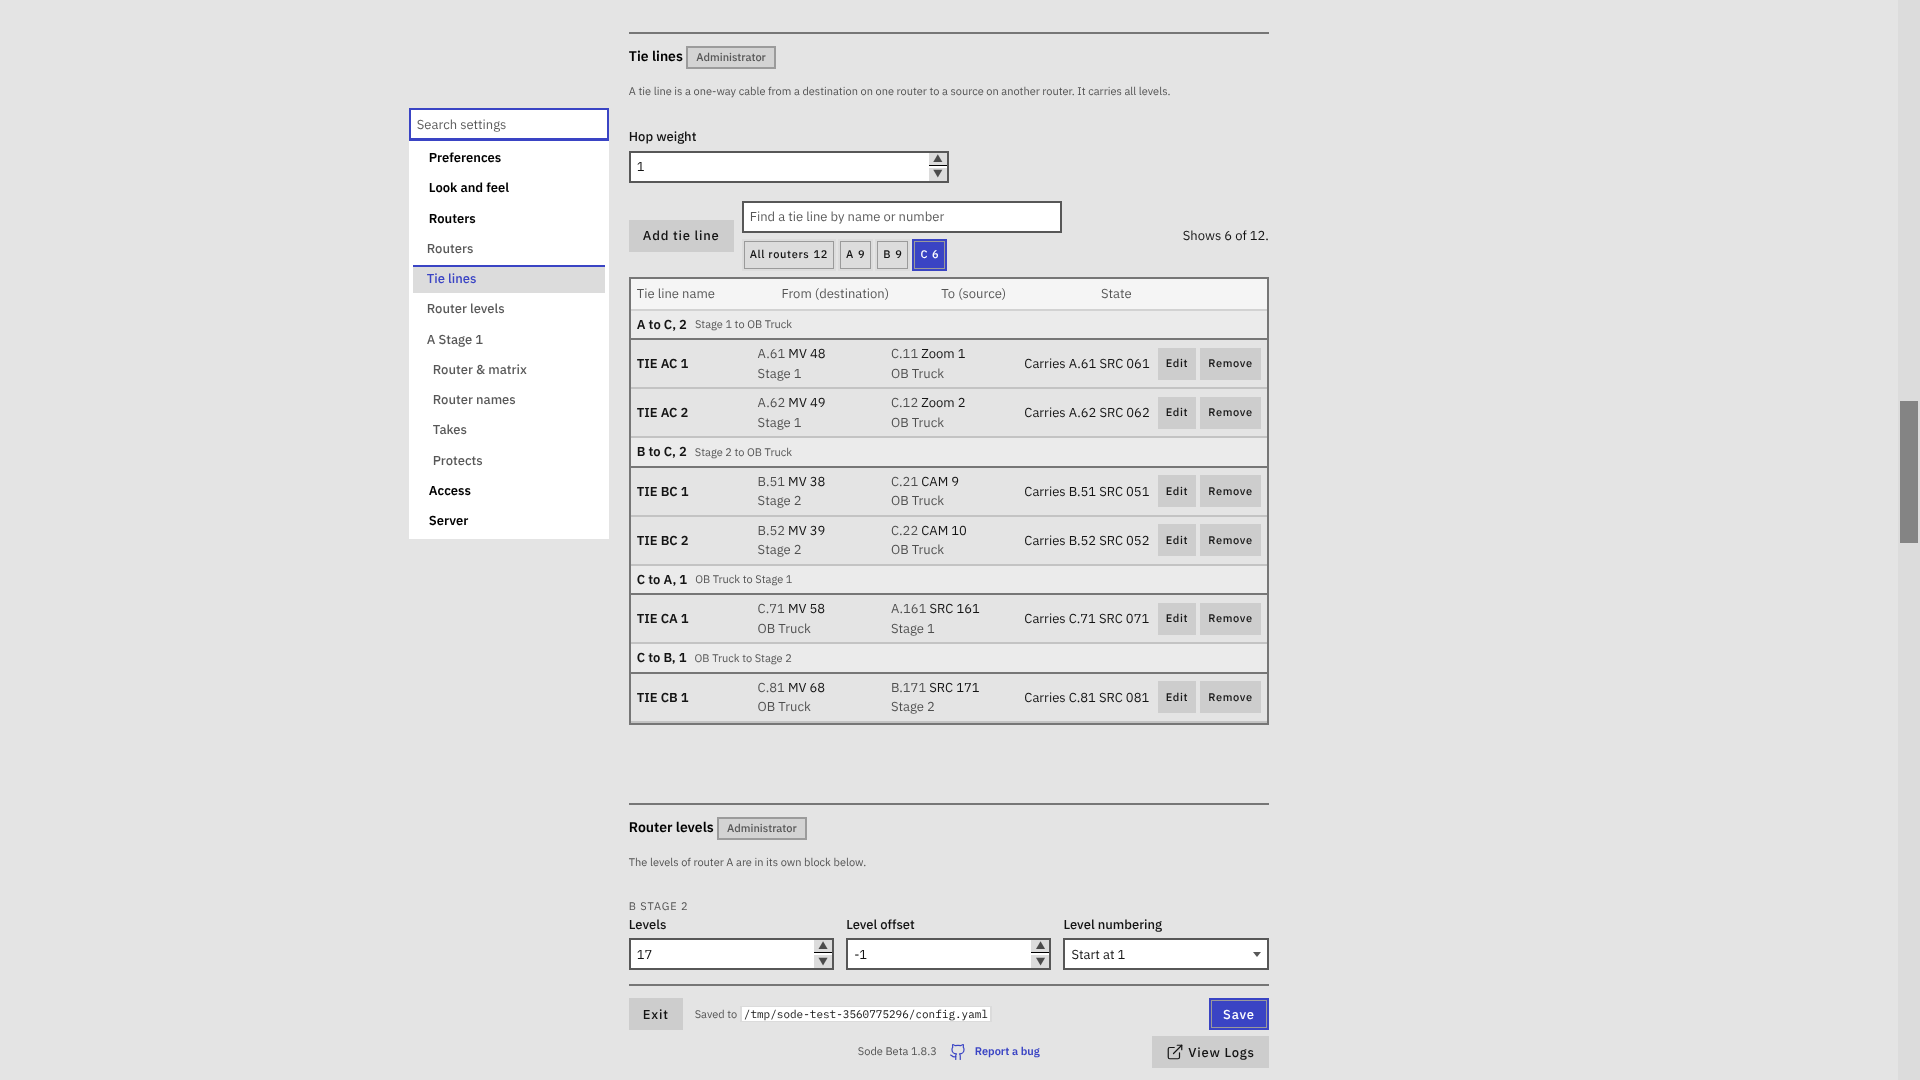 Tie lines Administrator
A tie line is a one-way cable from a destination on one router to a source on another router. It carries all levels.
Search settings
Preferences
Look and feel
Routers
Routers
Tie lines
Router levels
A Stage 1
Router & matrix
Router names
Takes
Protects
Access
Server
Hop weight
1
Add tie line
Find a tie line by name or number
All routers 12 A 9 B 9 C 6
Shows 6 of 12.
Tie line name From (destination) To (source) State
A to C, 2 Stage 1 to OB Truck
TIE AC 1 A.61 MV 48 C.11 Zoom 1 Carries A.61 SRC 061 Edit Remove
Stage 1 OB Truck
TIE AC 2 A.62 MV 49 C.12 Zoom 2 Carries A.62 SRC 062 Edit Remove
Stage 1 OB Truck
B to C, 2 Stage 2 to OB Truck
TIE BC 1 B.51 MV 38 C.21 CAM 9 Carries B.51 SRC 051 Edit Remove
Stage 2 OB Truck
TIE BC 2 B.52 MV 39 C.22 CAM 10 Carries B.52 SRC 052 Edit Remove
Stage 2 OB Truck
C to A, 1 OB Truck to Stage 1
TIE CA 1 C.71 MV 58 A.161 SRC 161 Carries C.71 SRC 071 Edit Remove
OB Truck Stage 1
C to B, 1 OB Truck to Stage 2
TIE CB 1 C.81 MV 68 B.171 SRC 171 Carries C.81 SRC 081 Edit Remove
OB Truck Stage 2
Router levels Administrator
The levels of router A are in its own block below.
B STAGE 2
Levels Level offset Level numbering
17 -1 Start at 1
Exit Saved to /tmp/sode-test-3560775296/config.yaml Save
Sode Beta 1.8.3 Report a bug View Logs